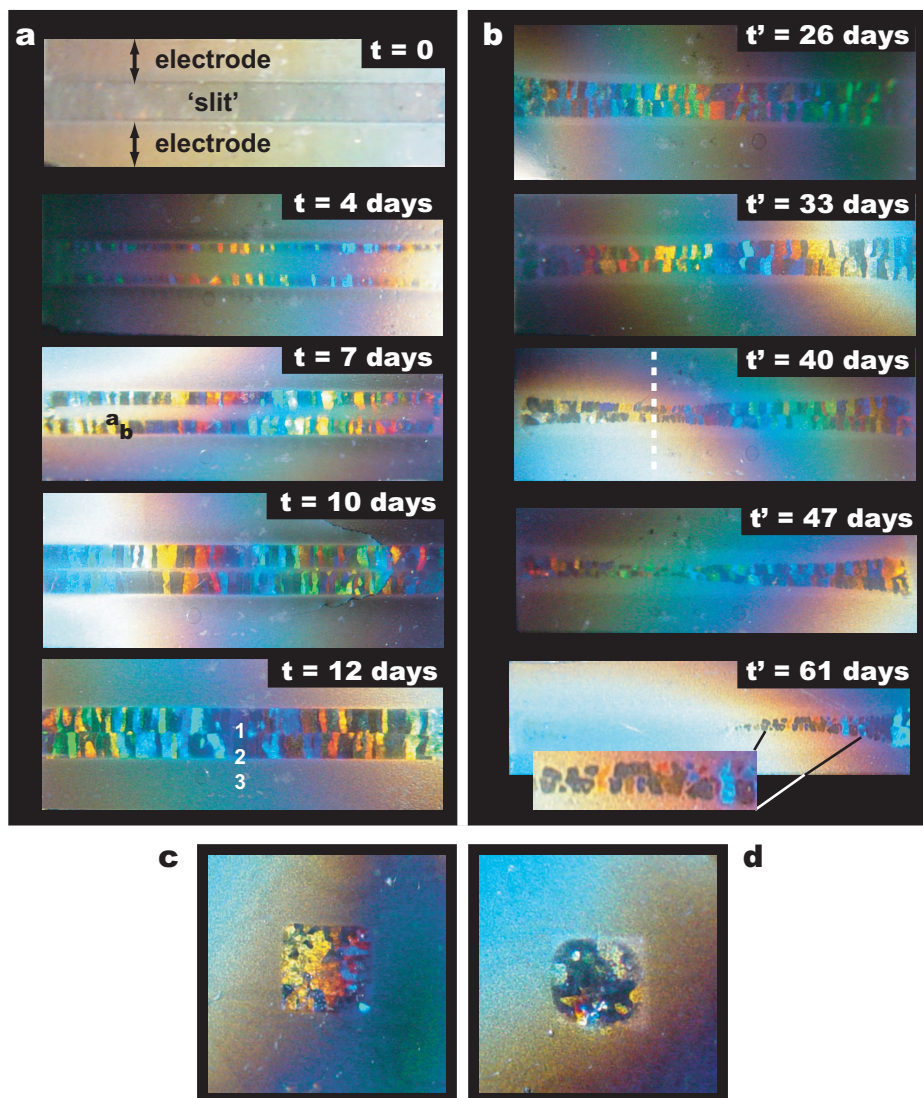 a
t = 0
electrode
'slit'
electrode
t = 4 days
t = 7 days
a
b
t = 10 days
t = 12 days
1
2
3
b
t' = 26 days
t' = 33 days
t' = 40 days
t' = 47 days
t' = 61 days
c
d